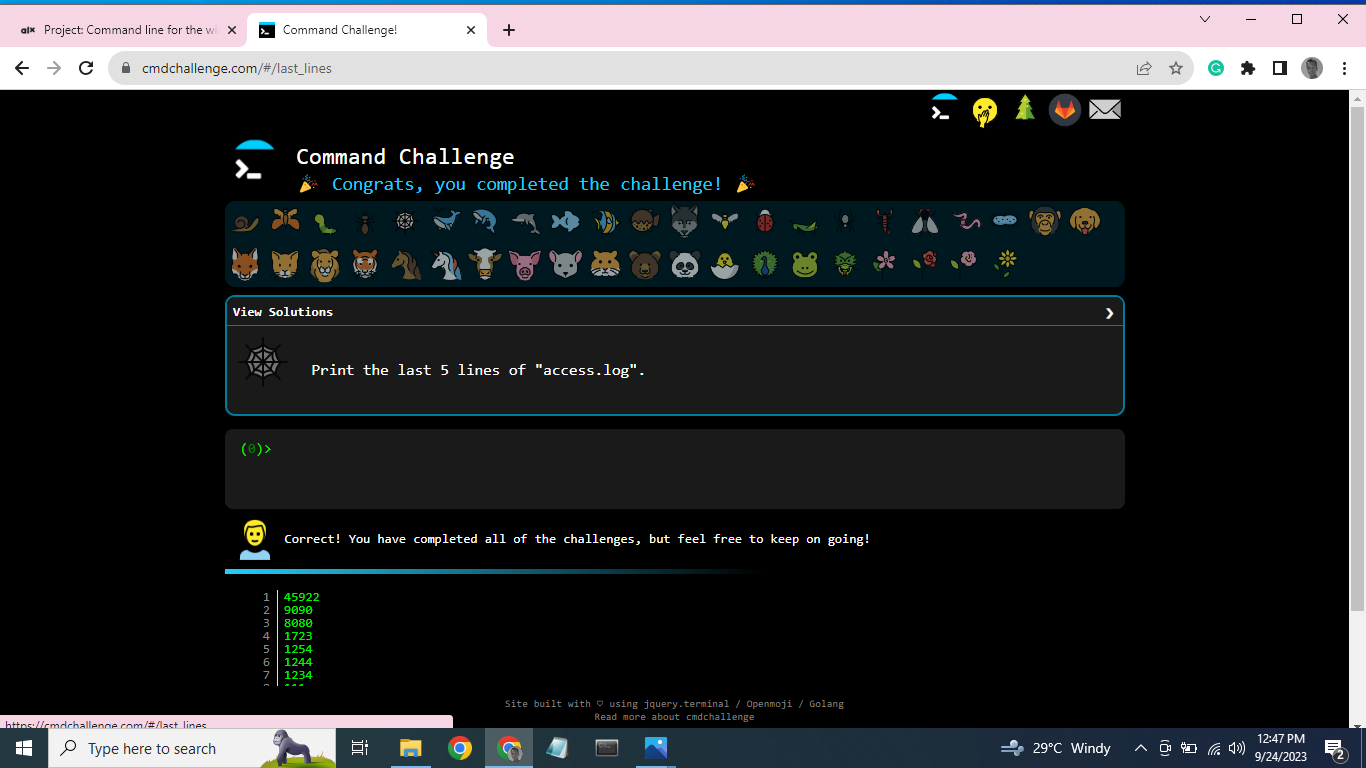 Project: Command line for the wi
Command Challenge!
cmdchallenge.com/#/last_lines
Command Challenge
Congrats, you completed the challenge!
View Solutions
Print the last 5 lines of "access.log".
(0)>
Correct! You have completed all of the challenges, but feel free to keep on going!
1 45922
2 9090
3 8080
4 1723
5 1254
6 1244
7 1234
Site built with ♡ using jquery.terminal / Openmoji / Golang
Read more about cmdchallenge
https://cmdchallenge.com/#/last_lines
Type here to search
29°C Windy
12:47 PM
9/24/2023
2